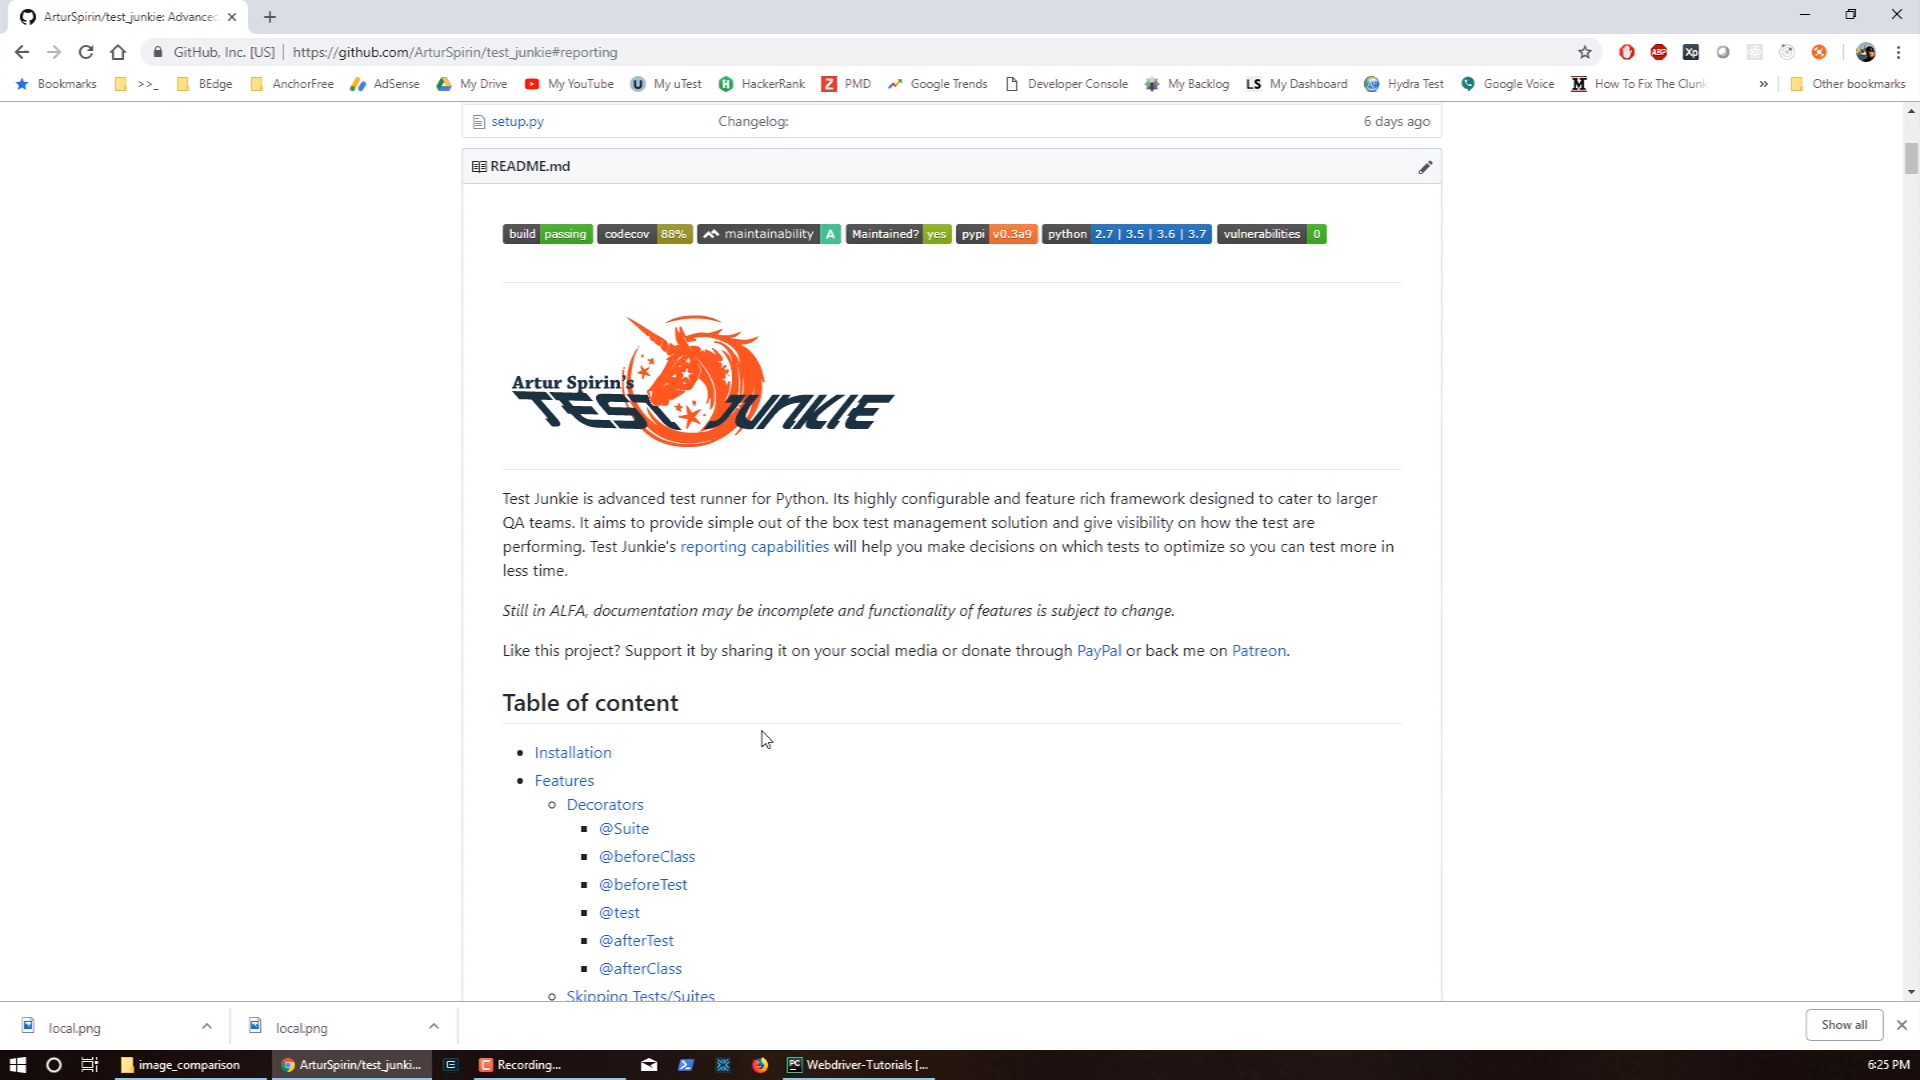 ArturSpirin/test_junkie: Advanced
GitHub, Inc. [US] | https://github.com/ArturSpirin/test_junkie#reporting
ABP
Xp
Bookmarks
>>_
BEdge
AnchorFree
AdSense
My Drive
My YouTube
My uTest
HackerRank
PMD
Google Trends
Developer Console
My Backlog
LS My Dashboard
Hydra Test
Google Voice
How To Fix The Clun
»
Other bookmarks
setup.py Changelog: 6 days ago
README.md
build passing codecov 88% maintainability A Maintained? yes pypi v0.3a9 python 2.7 | 3.5 | 3.6 | 3.7 vulnerabilities 0
Artur Spirin's
TEST JUNKIE
Test Junkie is advanced test runner for Python. Its highly configurable and feature rich framework designed to cater to larger
QA teams. It aims to provide simple out of the box test management solution and give visibility on how the test are
performing. Test Junkie's reporting capabilities will help you make decisions on which tests to optimize so you can test more in
less time.
Still in ALFA, documentation may be incomplete and functionality of features is subject to change.
Like this project? Support it by sharing it on your social media or donate through PayPal or back me on Patreon.
Table of content
Installation
Features
Decorators
@Suite
@beforeClass
@beforeTest
@test
@afterTest
@afterClass
Skipping Tests/Suites
local.png
local.png
Show all
image_comparison
ArturSpirin/test_junki...
Recording...
Webdriver-Tutorials [...
6:25 PM